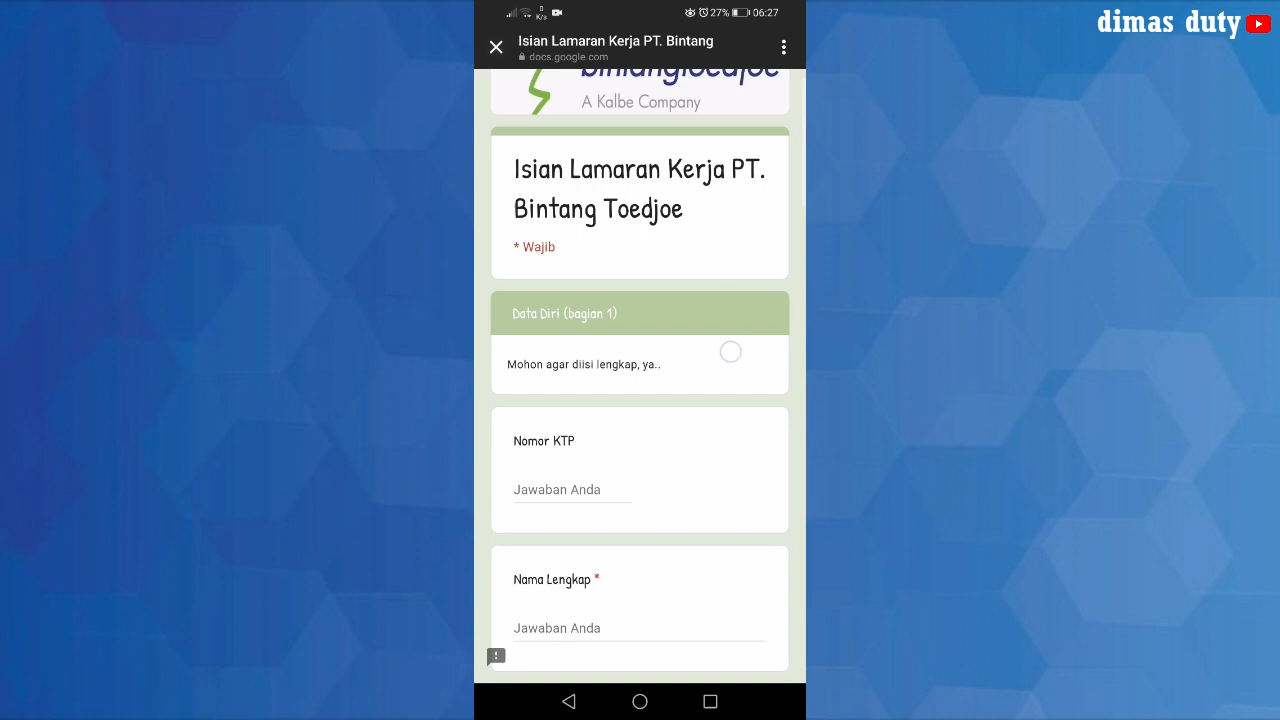 dimas duty
0
K/s
27%
06:27
Isian Lamaran Kerja PT. Bintang
docs.google.com
bintangtoedjoe
A Kalbe Company
Isian Lamaran Kerja PT.
Bintang Toedjoe
* Wajib
Data Diri (bagian 1)
Mohon agar diisi lengkap, ya..
Nomor KTP
Jawaban Anda
Nama Lengkap *
Jawaban Anda